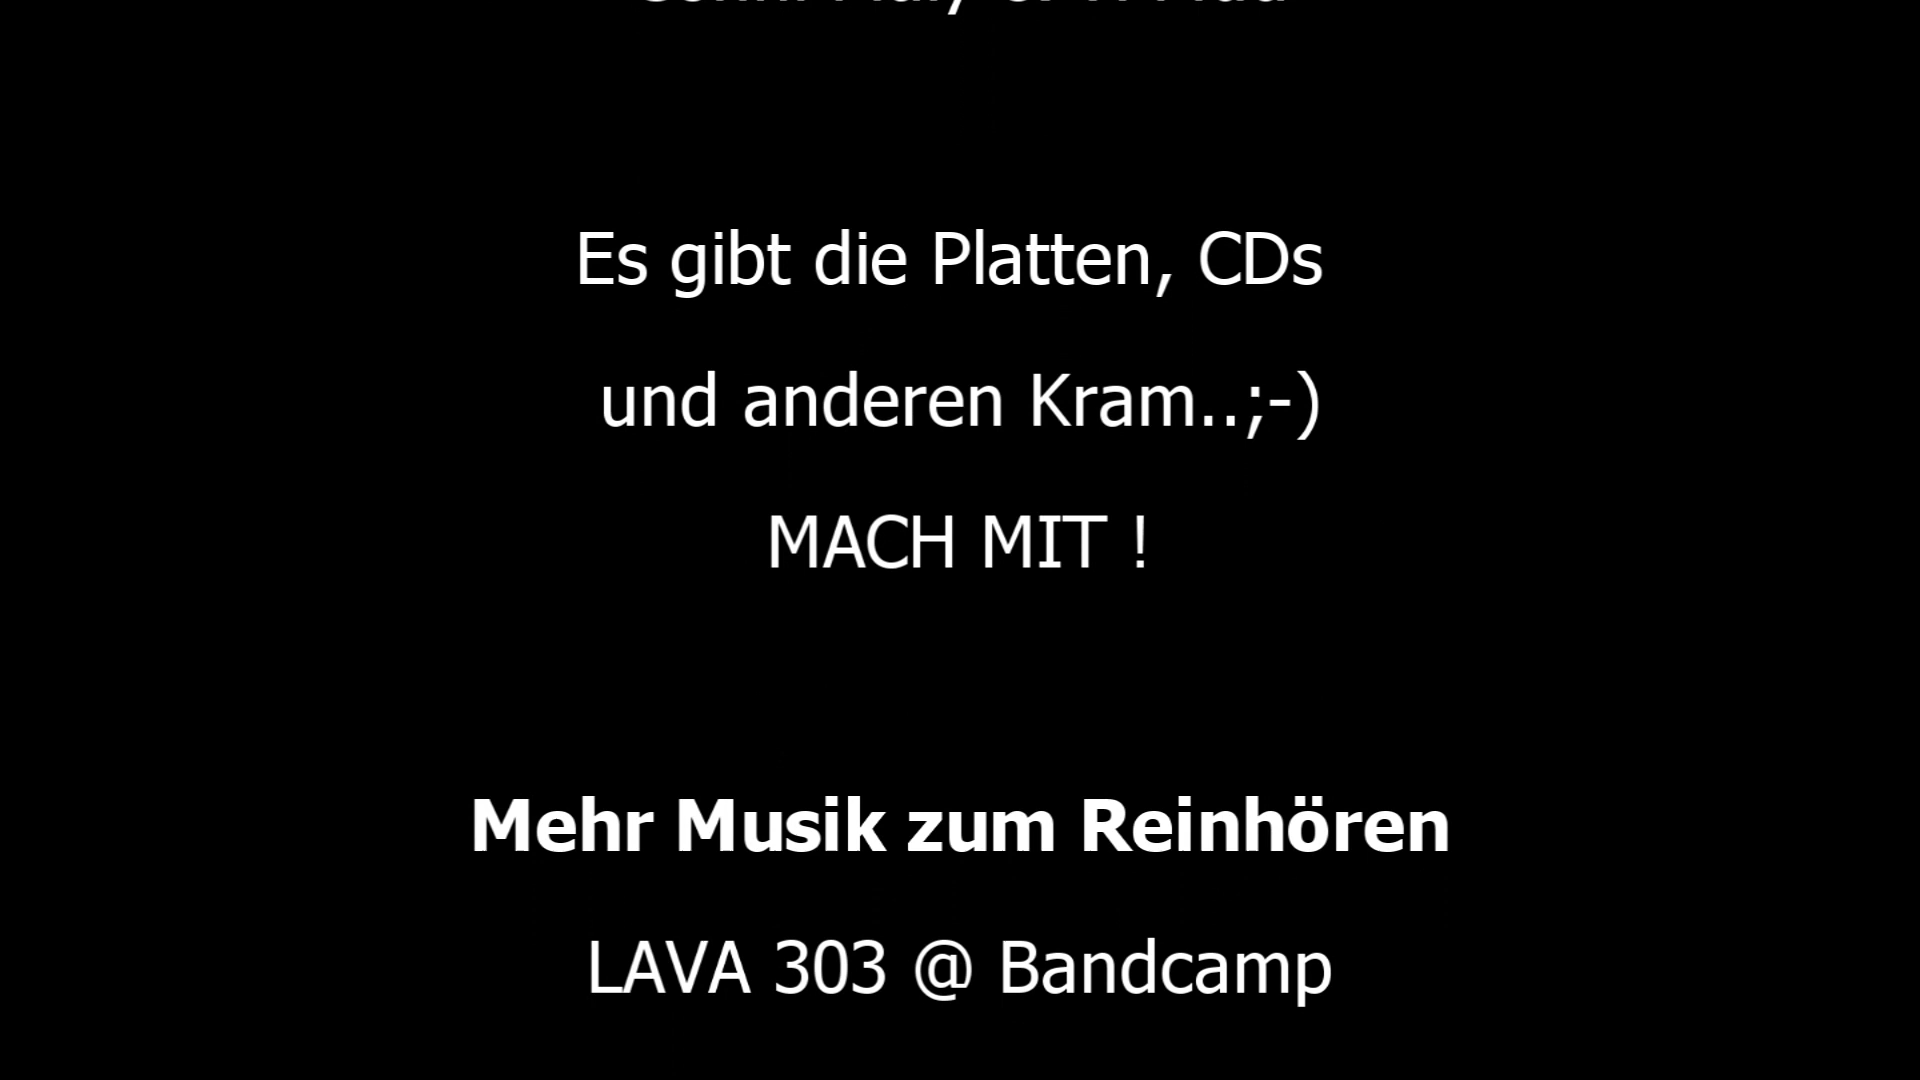 Es gibt die Platten, CDs
und anderen Kram..;-)
MACH MIT !
Mehr Musik zum Reinhören
LAVA 303 @ Bandcamp